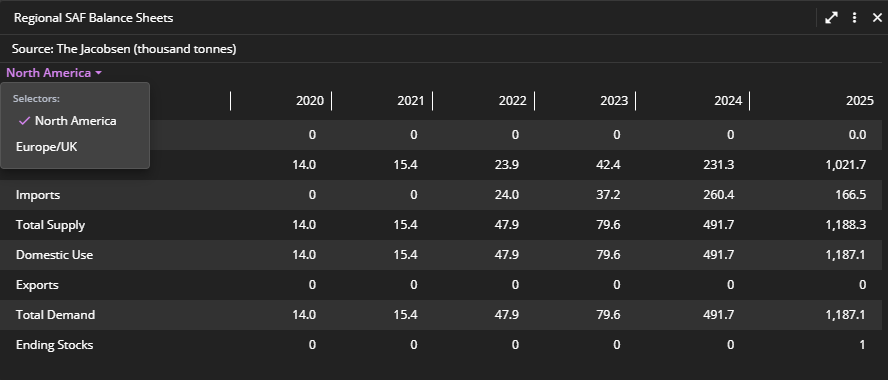 Regional SAF Balance Sheets
Source: The Jacobsen (thousand tonnes)
North America
Selectors:
North America
Europe/UK
2020 2021 2022 2023 2024 2025
0 0 0 0 0 0.0
14.0 15.4 23.9 42.4 231.3 1,021.7
Imports 0 0 24.0 37.2 260.4 166.5
Total Supply 14.0 15.4 47.9 79.6 491.7 1,188.3
Domestic Use 14.0 15.4 47.9 79.6 491.7 1,187.1
Exports 0 0 0 0 0 0
Total Demand 14.0 15.4 47.9 79.6 491.7 1,187.1
Ending Stocks 0 0 0 0 0 1